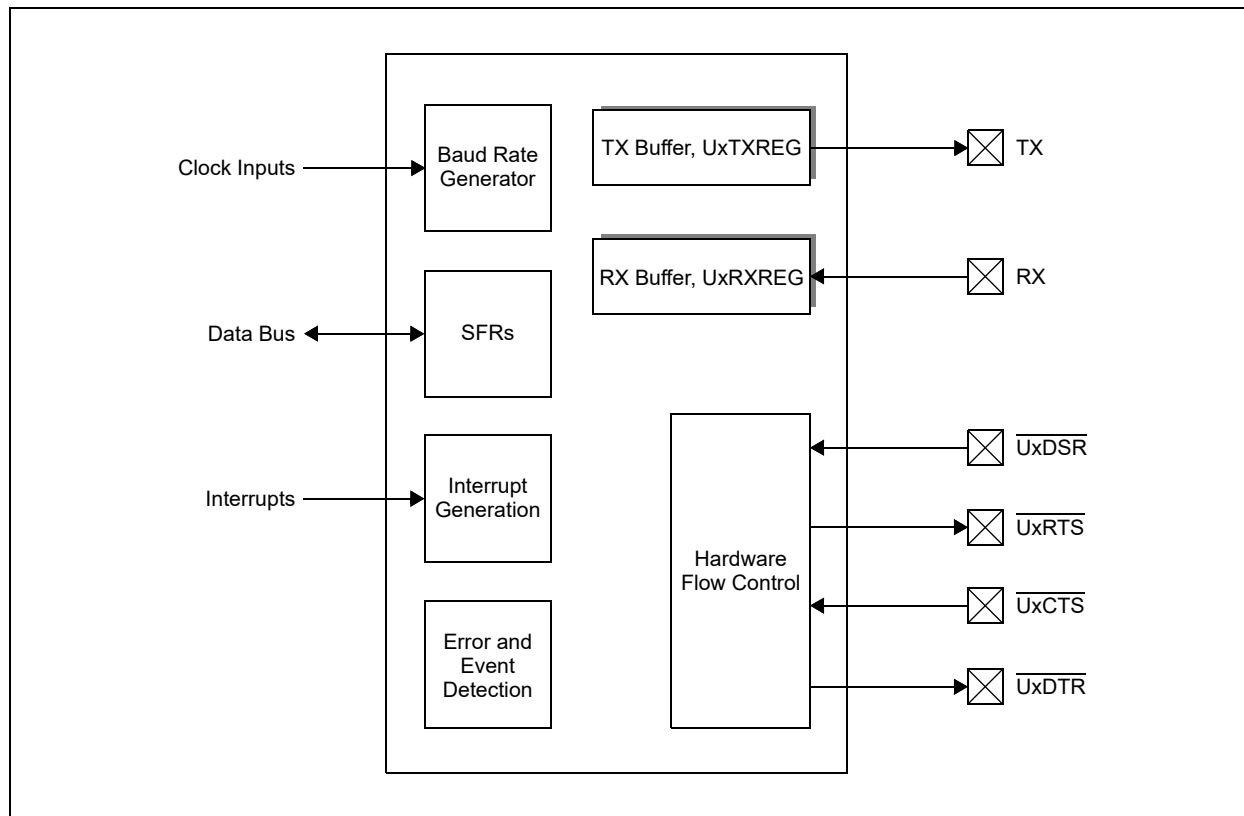 Clock Inputs
Baud Rate
Generator
TX Buffer, UxTXREG
TX
RX Buffer, UxRXREG
RX
Data Bus
SFRs
Interrupts
Interrupt
Generation
Error and
Event
Detection
Hardware
Flow Control
UxDSR
UxRTS
UxCTS
UxDTR